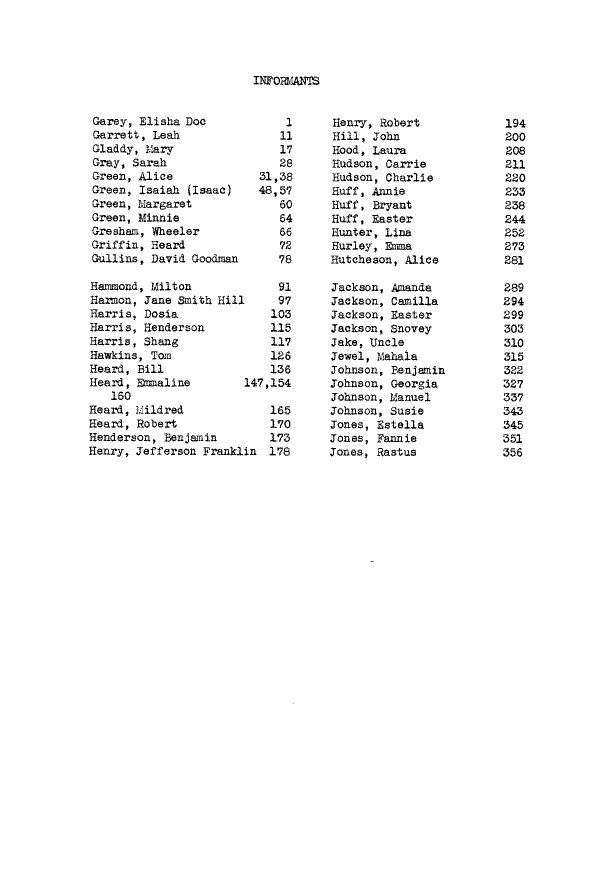 INFORMANTS
Garey, Elisha Doc 1
Garrett, Leah 11
Gladdy, Mary 17
Gray, Sarah 28
Green, Alice 31,38
Green, Isaiah (Isaac) 48,57
Green, Margaret 60
Green, Minnie 64
Gresham, Wheeler 66
Griffin, Heard 72
Gullins, David Goodman 78
Hammond, Milton 91
Harmon, Jane Smith Hill 97
Harris, Dosia 103
Harris, Henderson 115
Harris, Shang 117
Hawkins, Tom 126
Heard, Bill 136
Heard, Emmaline 147,154
160
Heard, Mildred 165
Heard, Robert 170
Henderson, Benjamin 173
Henry, Jefferson Franklin 178
Henry, Robert 194
Hill, John 200
Hood, Laura 208
Hudson, Carrie 211
Hudson, Charlie 220
Huff, Annie 233
Huff, Bryant 238
Huff, Easter 244
Hunter, Lina 252
Hurley, Emma 273
Hutcheson, Alice 281
Jackson, Amanda 289
Jackson, Camilla 294
Jackson, Easter 299
Jackson, Snovey 303
Jake, Uncle 310
Jewel, Mahala 315
Johnson, Benjamin 322
Johnson, Georgia 327
Johnson, Manuel 337
Johnson, Susie 343
Jones, Estella 345
Jones, Fannie 351
Jones, Rastus 356